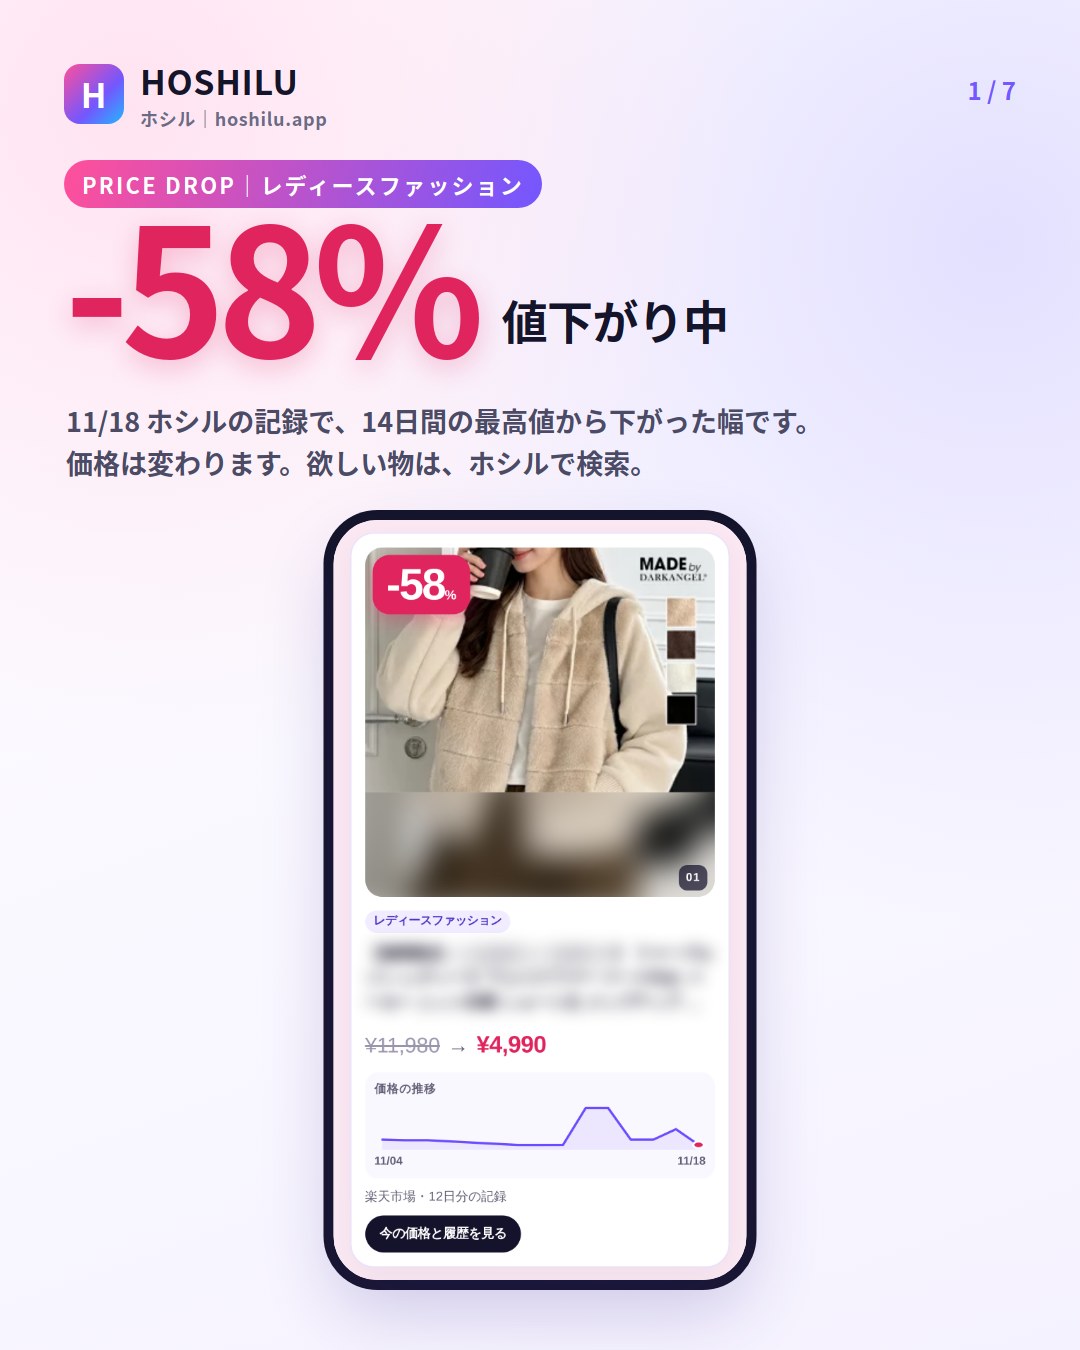 H
HOSHILU
ホシル｜hoshilu.app
1 / 7
PRICE DROP｜レディースファッション
-58% 値下がり中
11/18 ホシルの記録で、14日間の最高値から下がった幅です。
価格は変わります。欲しい物は、ホシルで検索。
-58%
MADE by
DARKANGEL
01
レディースファッション
¥11,980 → ¥4,990
価格の推移
11/04
11/18
楽天市場・12日分の記録
今の価格と履歴を見る